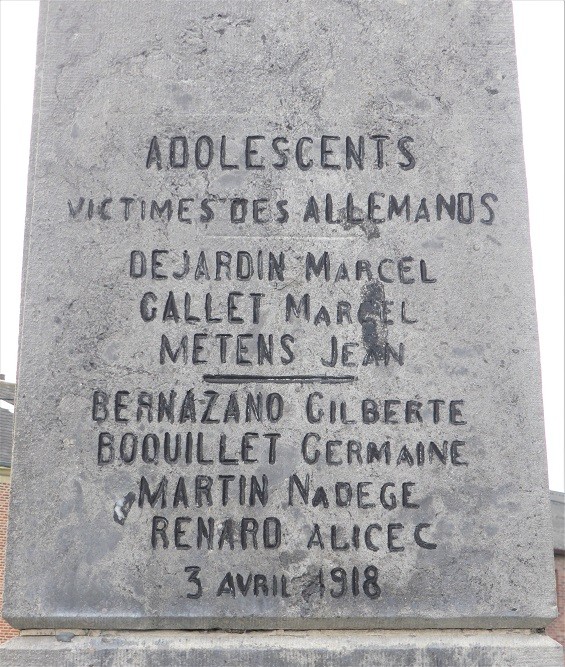 ADOLESCENTS
VICTIMES DES ALLEMANDS
DEJARDIN MARCEL
GALLET MARCEL
METENS JEAN
BERNAZANO GILBERTE
BOQUILLET GERMAINE
MARTIN NADEGE
RENARD ALICE C
3 AVRIL 1918